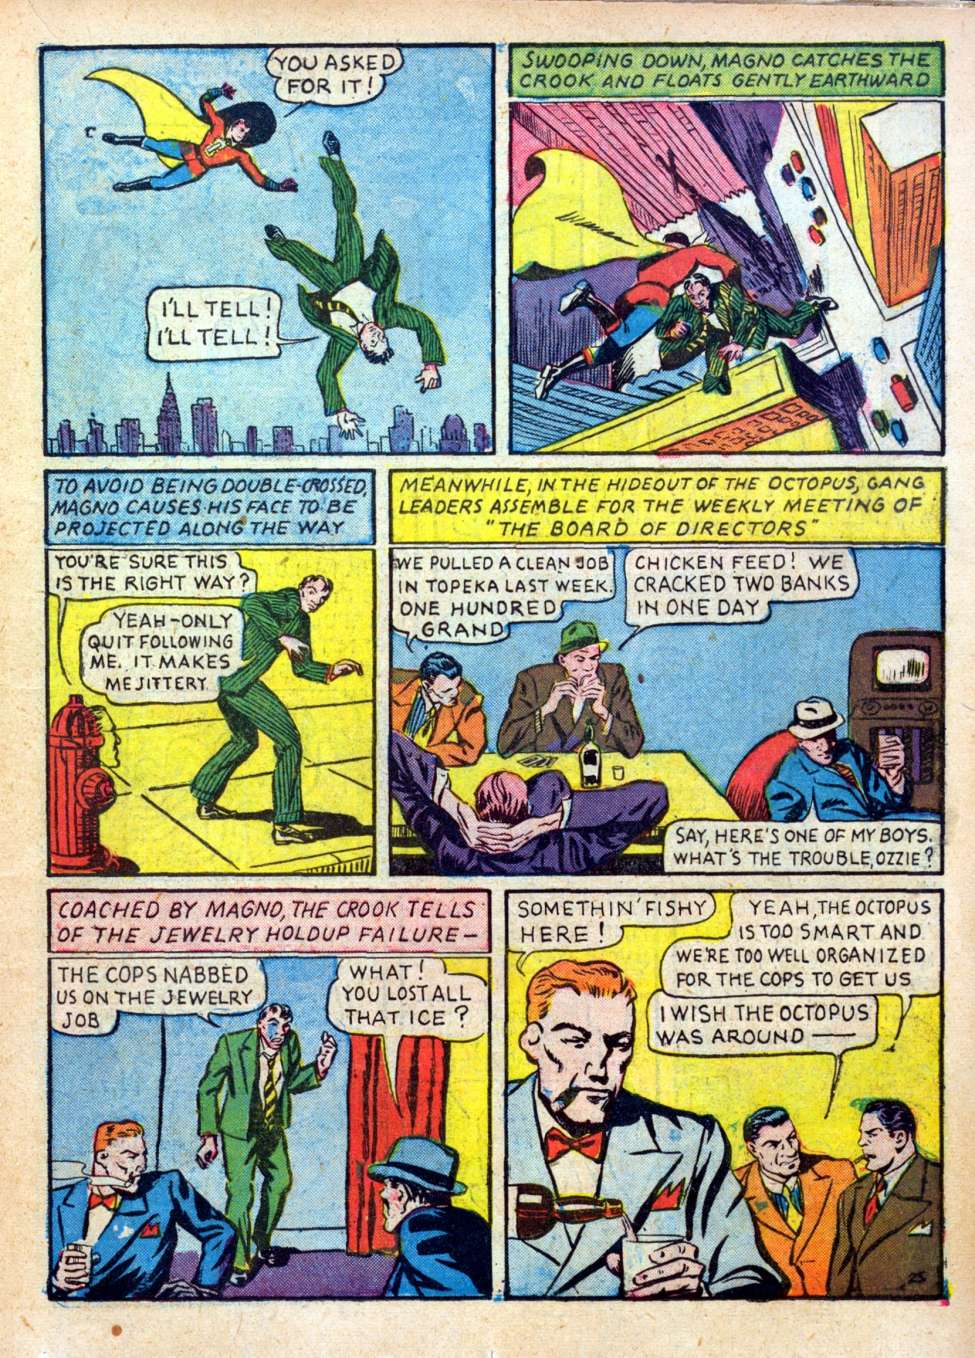 YOU ASKED
FOR IT!
I'LL TELL!
I'LL TELL!
SWOOPING DOWN, MAGNO CATCHES THE
CROOK AND FLOATS GENTLY EARTHWARD
TO AVOID BEING DOUBLE-CROSSED,
MAGNO CAUSES HIS FACE TO BE
PROJECTED ALONG THE WAY
YOU'RE SURE THIS
IS THE RIGHT WAY?
YEAH-ONLY
QUIT FOLLOWING
ME. IT MAKES
ME JITTERY.
MEANWHILE, IN THE HIDEOUT OF THE OCTOPUS, GANG
LEADERS ASSEMBLE FOR THE WEEKLY MEETING OF
"THE BOARD OF DIRECTORS"
WE PULLED A CLEAN JOB
IN TOPEKA LAST WEEK.
ONE HUNDRED
GRAND
CHICKEN FEED! WE
CRACKED TWO BANKS
IN ONE DAY
SAY, HERE'S ONE OF MY BOYS.
WHAT'S THE TROUBLE, OZZIE?
COACHED BY MAGNO, THE CROOK TELLS
OF THE JEWELRY HOLDUP FAILURE-
THE COPS NABBED
US ON THE JEWELRY
JOB
WHAT!
YOU LOST ALL
THAT ICE?
SOMETHIN' FISHY
HERE!
YEAH, THE OCTOPUS
IS TOO SMART AND
WE'RE TOO WELL ORGANIZED
FOR THE COPS TO GET US
I WISH THE OCTOPUS
WAS AROUND—
25